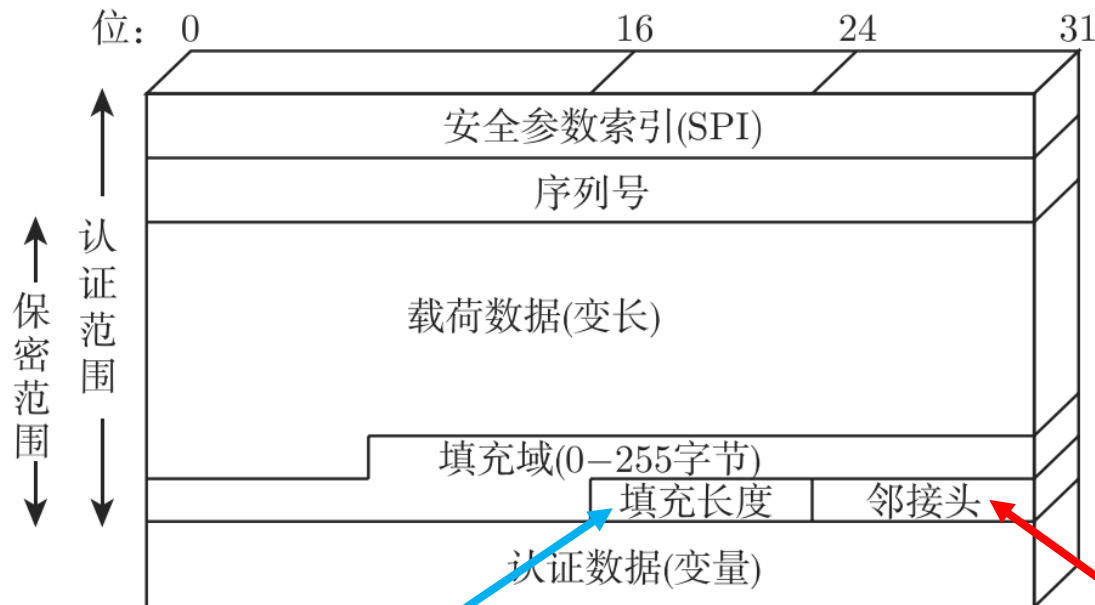 位: 0 16 24 31
安全参数索引(SPI)
序列号
认证范围
保密范围
载荷数据(变长)
填充域(0−255字节)
填充长度 邻接头
认证数据(变量)